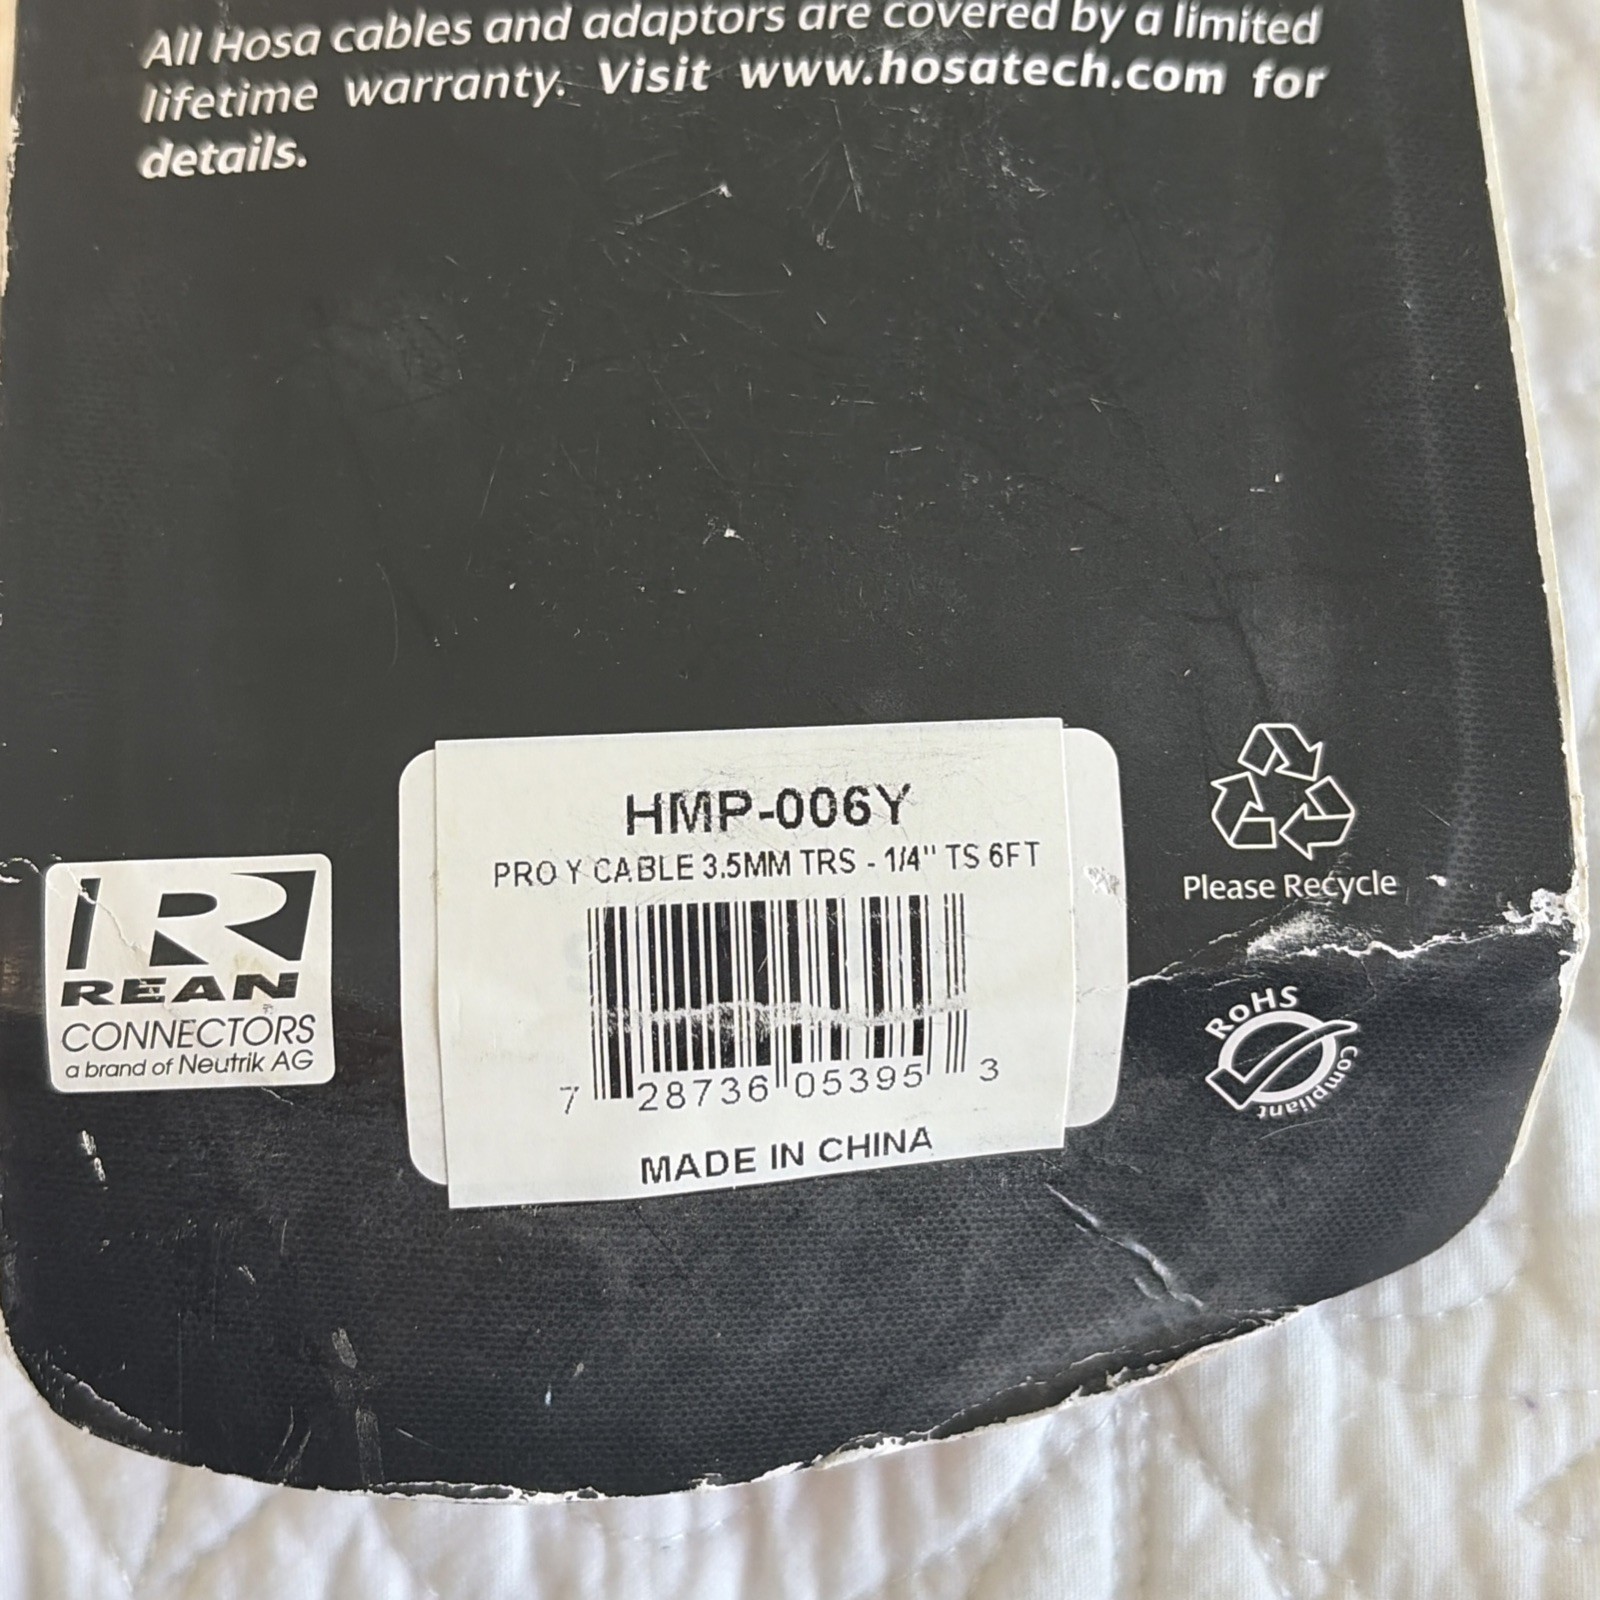 All Hosa cables and adaptors are covered by a limited
lifetime warranty. Visit www.hosatech.com for
details.
HMP-006Y
PRO Y CABLE 3.5MM TRS - 1/4" TS 6FT
7 28736 05395 3
MADE IN CHINA
R
REAN
CONNECTORS
a brand of Neutrik AG
Please Recycle
RoHS
Compliant